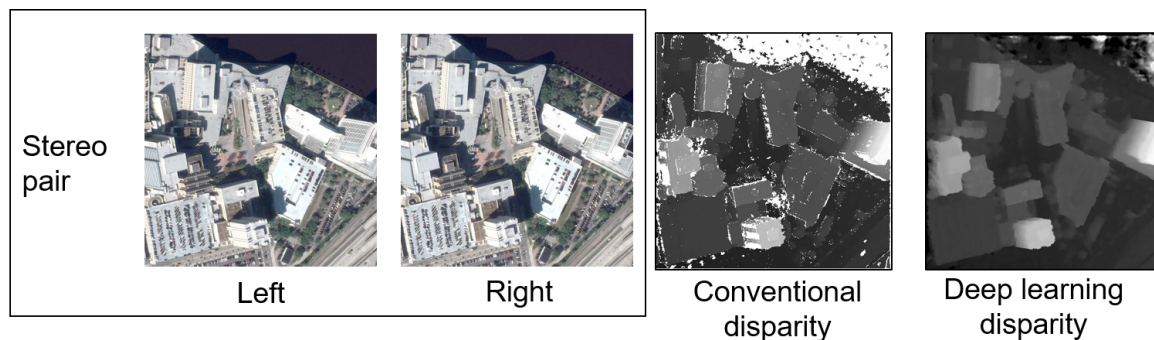 Stereo
pair
Left
Right
Conventional
disparity
Deep learning
disparity